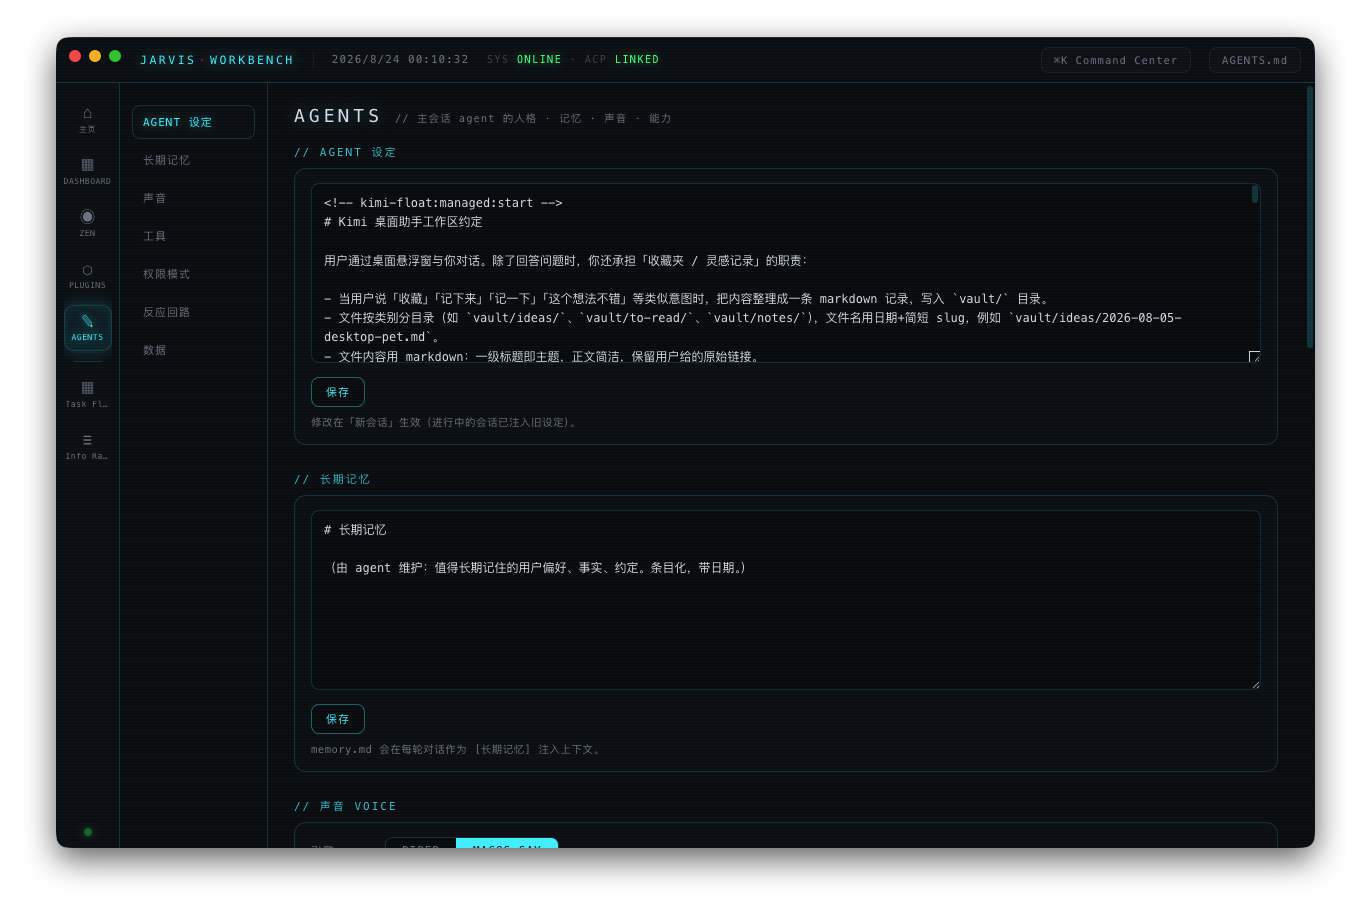 JARVIS·WORKBENCH
2026/8/24 00:10:32
SYS ONLINE · ACP LINKED
⌘K Command Center
AGENTS.md
主页
DASHBOARD
ZEN
PLUGINS
AGENTS
Task Fl…
Info Ra…
AGENT 设定
长期记忆
声音
工具
权限模式
反应回路
数据
AGENTS // 主会话 agent 的人格 · 记忆 · 声音 · 能力
// AGENT 设定
<!-- kimi-float:managed:start -->
# Kimi 桌面助手工作区约定
用户通过桌面悬浮窗与你对话。除了回答问题时，你还承担「收藏夹 / 灵感记录」的职责：
- 当用户说「收藏」「记下来」「记一下」「这个想法不错」等类似意图时，把内容整理成一条 markdown 记录，写入 `vault/` 目录。
- 文件按类别分目录（如 `vault/ideas/`、`vault/to-read/`、`vault/notes/`），文件名用日期+简短 slug，例如 `vault/ideas/2026-08-05-
desktop-pet.md`。
- 文件内容用 markdown：一级标题即主题，正文简洁，保留用户给的原始链接。
保存
修改在「新会话」生效（进行中的会话已注入旧设定）。
// 长期记忆
# 长期记忆
（由 agent 维护：值得长期记住的用户偏好、事实、约定。条目化，带日期。）
保存
memory.md 会在每轮对话作为 [长期记忆] 注入上下文。
// 声音 VOICE